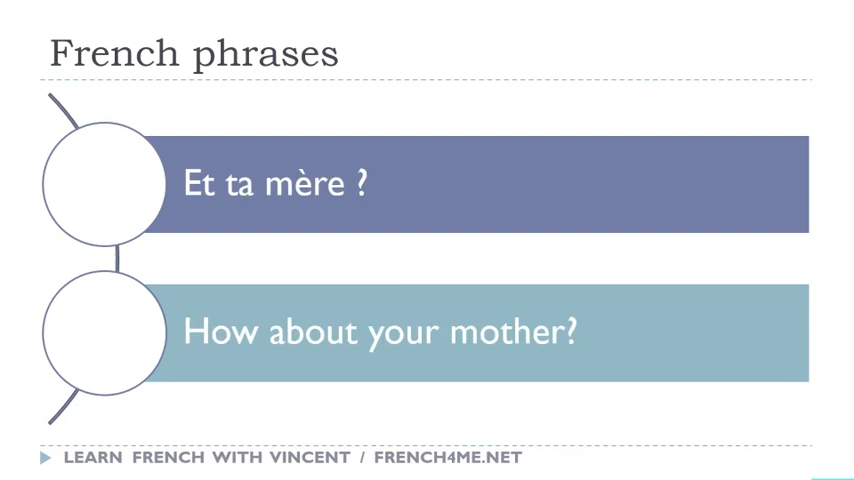 French phrases
Et ta mère ?
How about your mother?
LEARN FRENCH WITH VINCENT / FRENCH4ME.NET